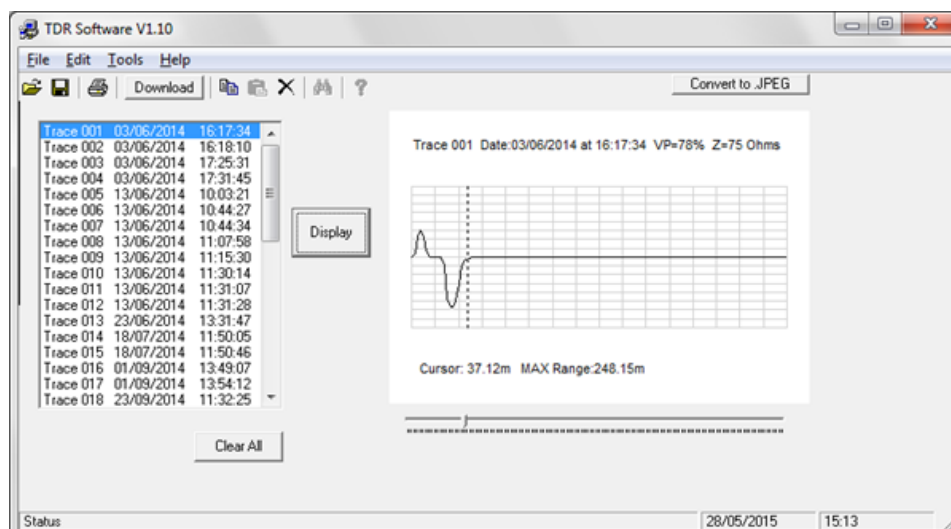 TDR Software V1.10
File Edit Tools Help
Download
Convert to .JPEG
Trace 001 03/06/2014 16:17:34
Trace 002 03/06/2014 16:18:10
Trace 003 03/06/2014 17:25:31
Trace 004 03/06/2014 17:31:45
Trace 005 13/06/2014 10:03:21
Trace 006 13/06/2014 10:44:27
Trace 007 13/06/2014 10:44:34
Trace 008 13/06/2014 11:07:58
Trace 009 13/06/2014 11:15:30
Trace 010 13/06/2014 11:30:14
Trace 011 13/06/2014 11:31:07
Trace 012 13/06/2014 11:31:28
Trace 013 23/06/2014 13:31:47
Trace 014 18/07/2014 11:50:05
Trace 015 18/07/2014 11:50:46
Trace 016 01/09/2014 13:49:07
Trace 017 01/09/2014 13:54:12
Trace 018 23/09/2014 11:32:25
Display
Clear All
Trace 001 Date:03/06/2014 at 16:17:34 VP=78% Z=75 Ohms
Cursor: 37.12m MAX Range:248.15m
Status
28/05/2015
15:13